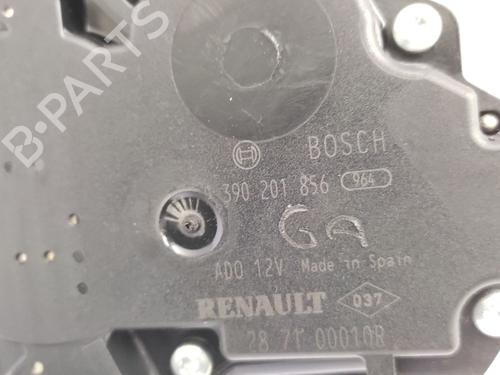 B-PARTS
BOSCH
390 201 856 964
GA
ADO 12V Made in Spain
RENAULT 037
28 71 00010R